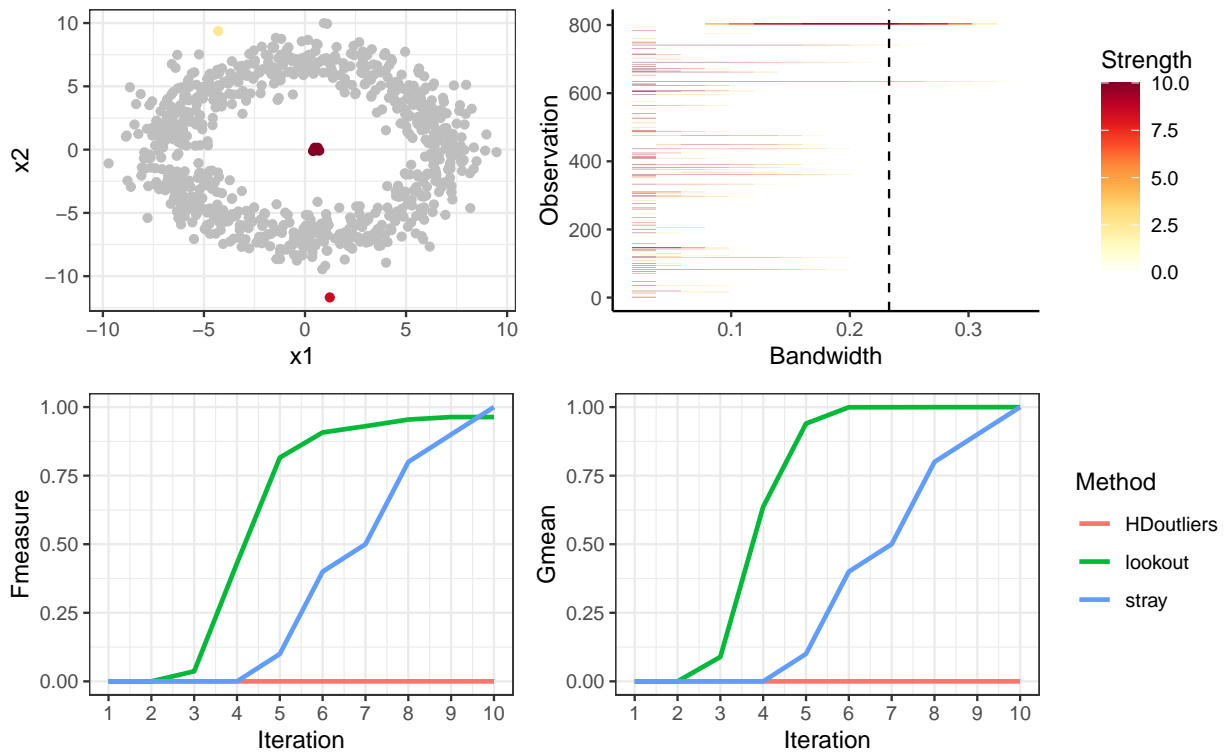 10
5
0
−5
−10
x2
−10
−5
0
5
10
x1
800
600
400
200
0
Observation
0.1
0.2
0.3
Bandwidth
Strength
10.0
7.5
5.0
2.5
0.0
1.00
0.75
0.50
0.25
0.00
Fmeasure
1 2 3 4 5 6 7 8 9 10
Iteration
1.00
0.75
0.50
0.25
0.00
Gmean
1 2 3 4 5 6 7 8 9 10
Iteration
Method
HDoutliers
lookout
stray